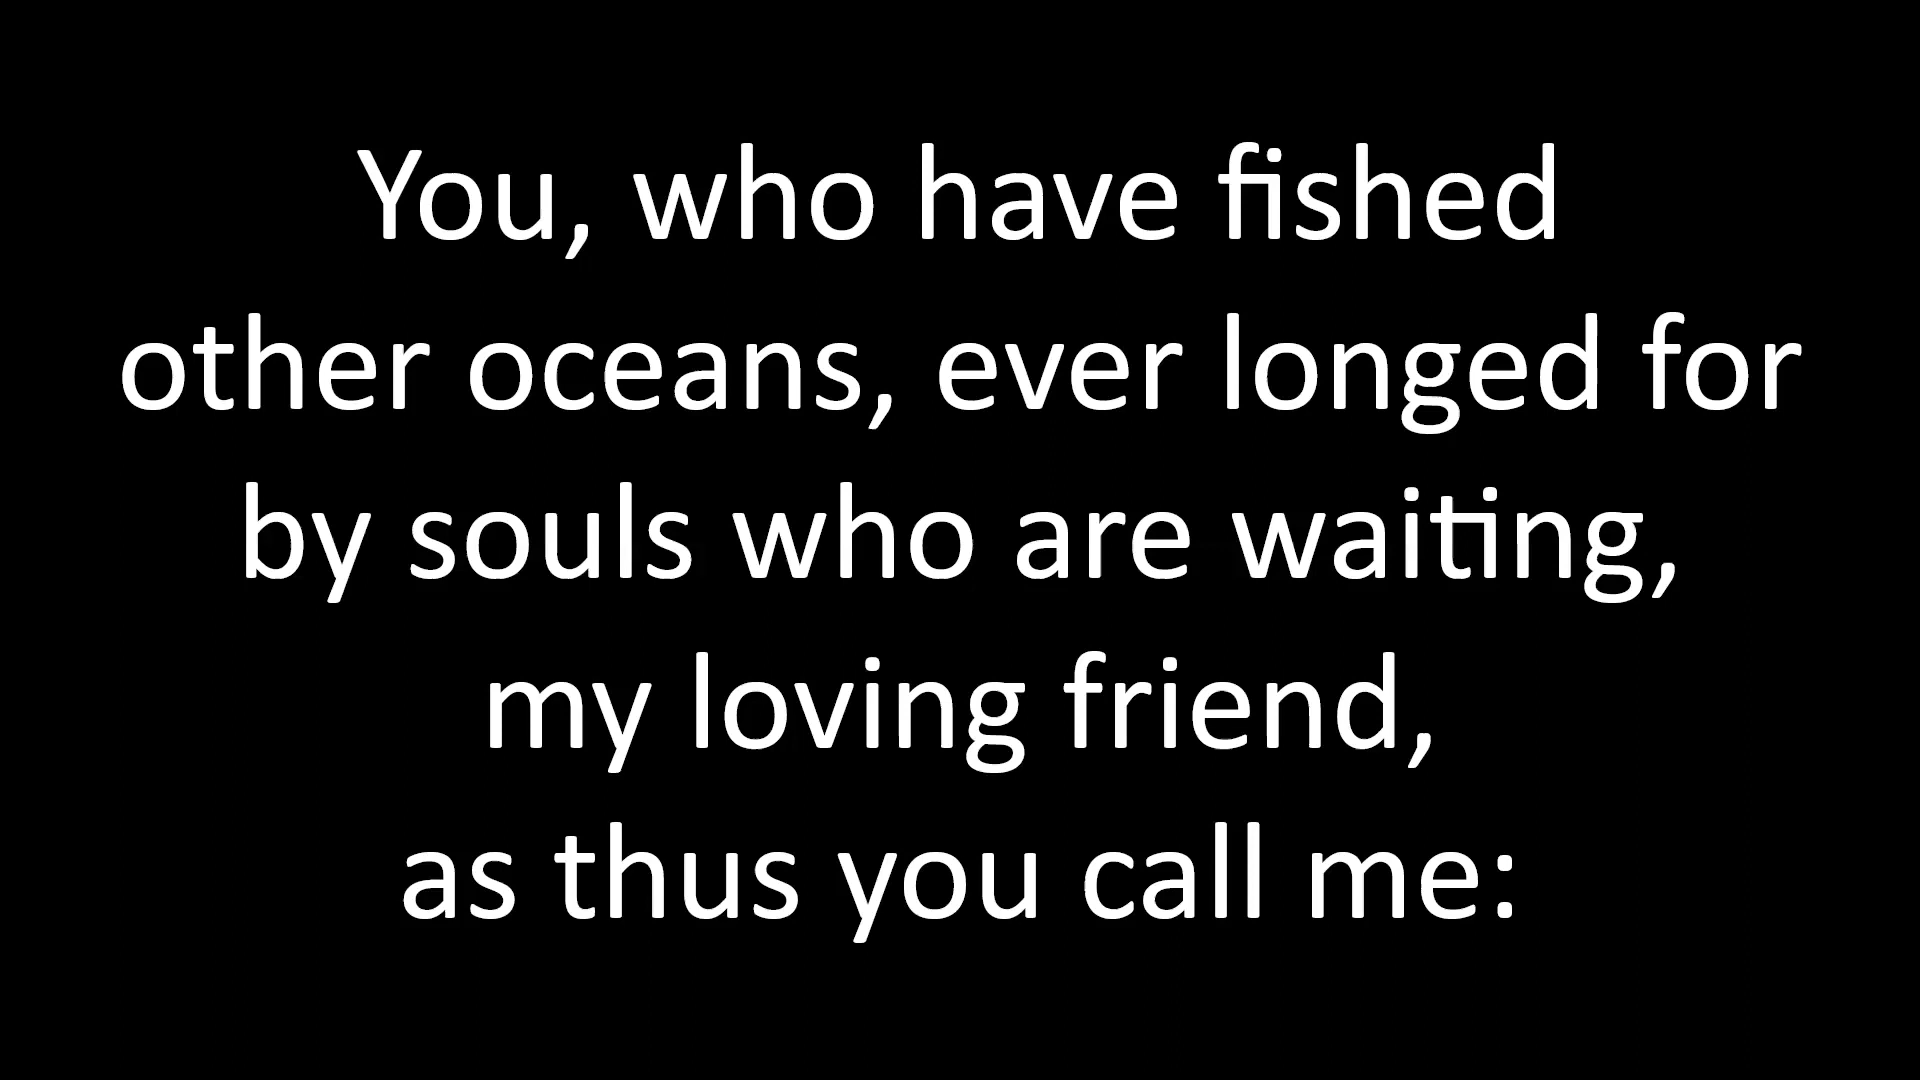 You, who have fished
other oceans, ever longed for
by souls who are waiting,
my loving friend,
as thus you call me: